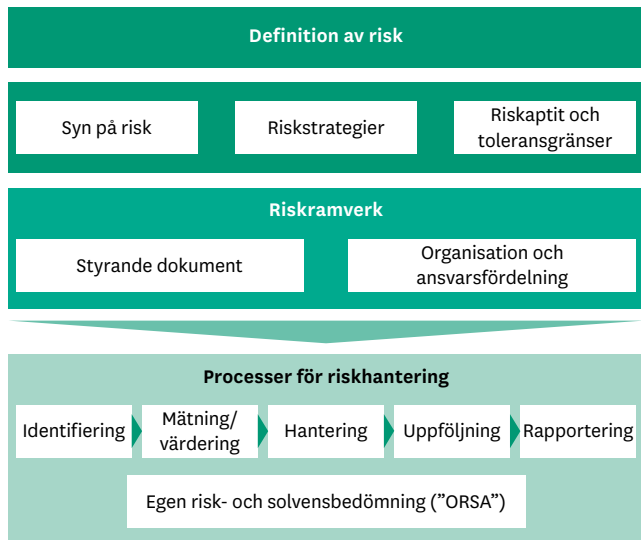 Definition av risk
Syn på risk
Riskstrategier
Riskaptit och
toleransgränser
Riskramverk
Styrande dokument
Organisation och
ansvarsfördelning
Processer för riskhantering
Identifiering
Mätning/
värdering
Hantering
Uppföljning
Rapportering
Egen risk- och solvensbedömning (”ORSA”)